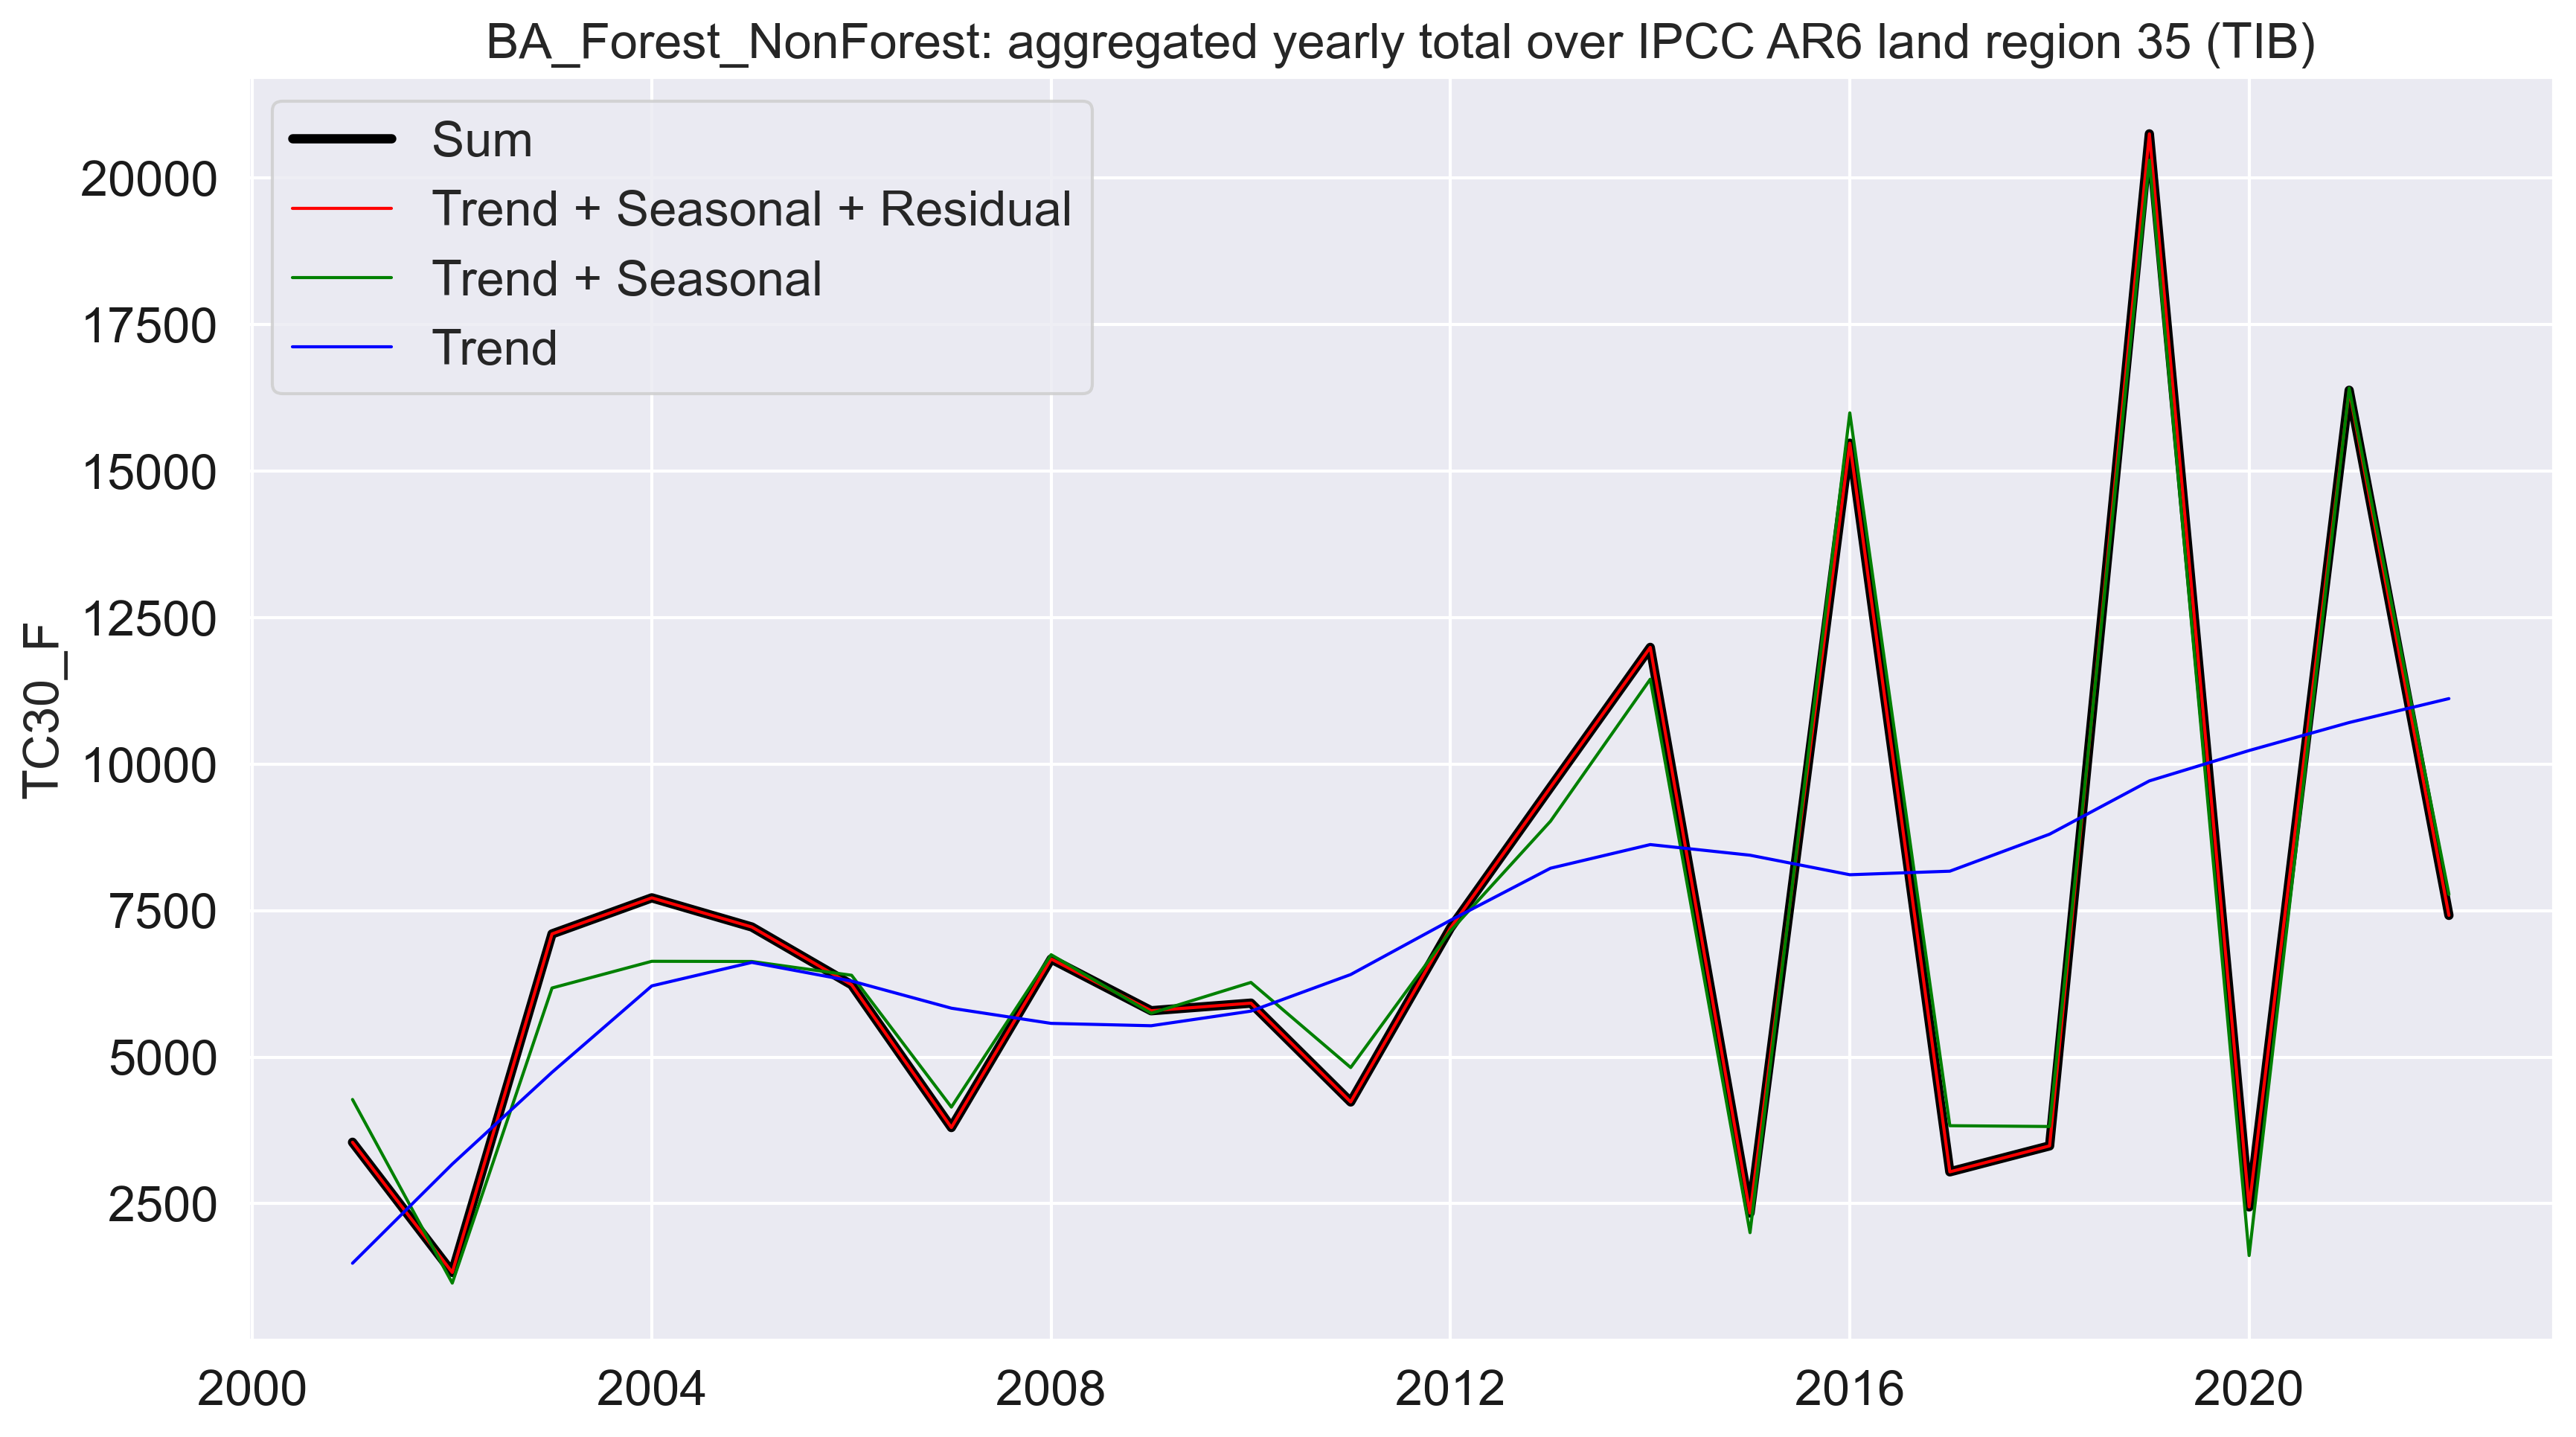 BA_Forest_NonForest: aggregated yearly total over IPCC AR6 land region 35 (TIB)
Sum
Trend + Seasonal + Residual
Trend + Seasonal
Trend
TC30_F
20000
17500
15000
12500
10000
7500
5000
2500
2000 2004 2008 2012 2016 2020